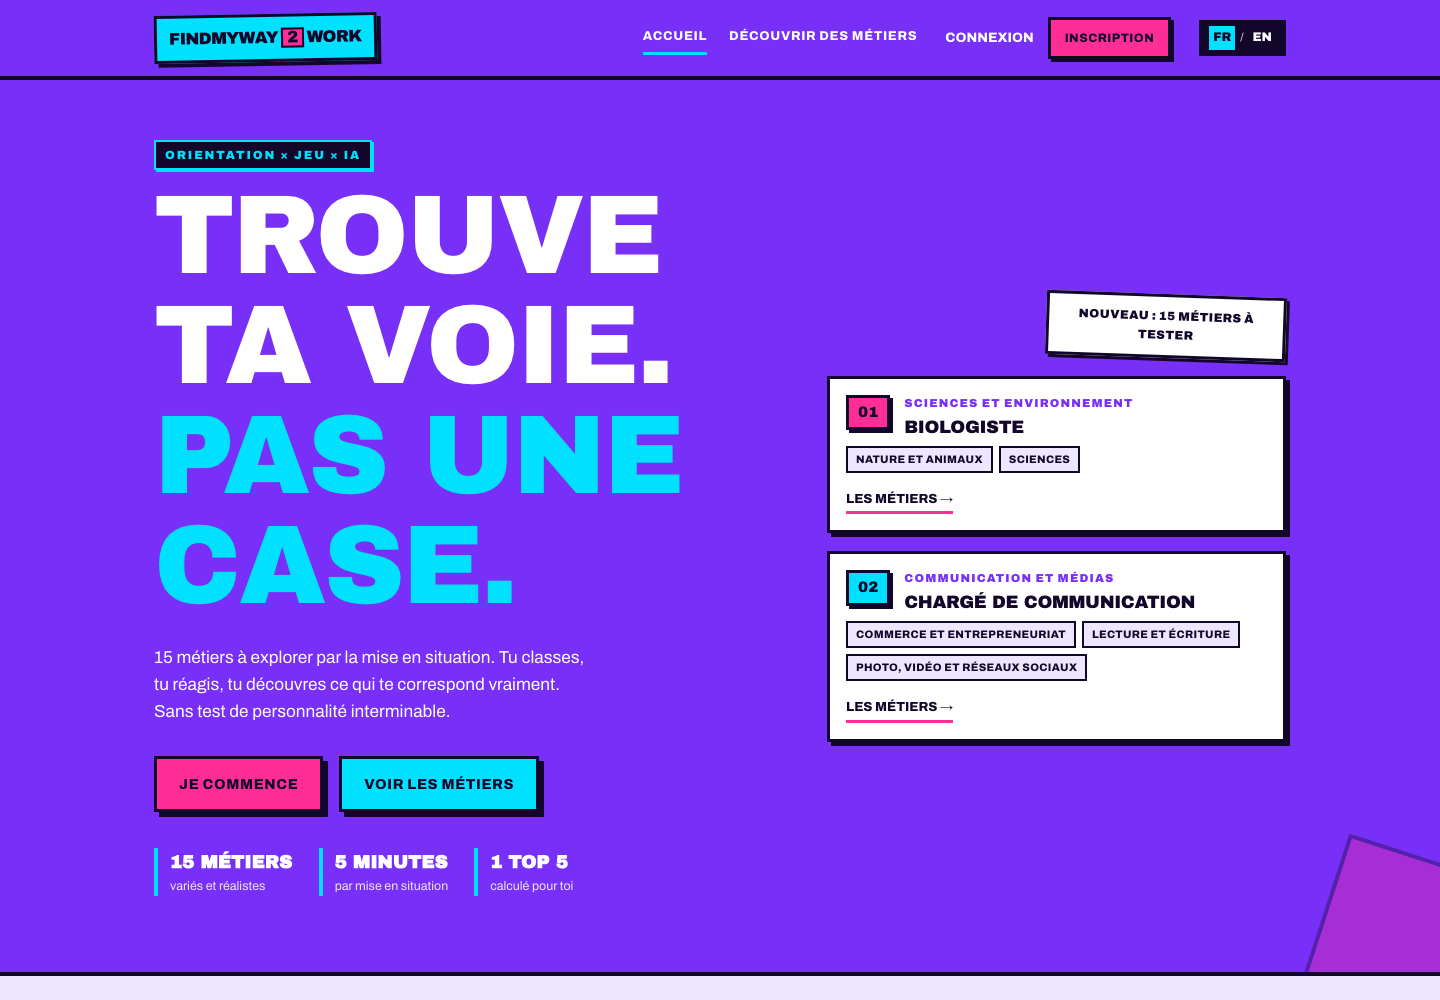 FINDMYWAY 2 WORK
ACCUEIL
DÉCOUVRIR DES MÉTIERS
CONNEXION
INSCRIPTION
FR / EN
ORIENTATION × JEU × IA
TROUVE
TA VOIE.
PAS UNE
CASE.
15 métiers à explorer par la mise en situation. Tu classes,
tu réagis, tu découvres ce qui te correspond vraiment.
Sans test de personnalité interminable.
JE COMMENCE
VOIR LES MÉTIERS
15 MÉTIERS
variés et réalistes
5 MINUTES
par mise en situation
1 TOP 5
calculé pour toi
NOUVEAU : 15 MÉTIERS À
TESTER
01
SCIENCES ET ENVIRONNEMENT
BIOLOGISTE
NATURE ET ANIMAUX
SCIENCES
LES MÉTIERS →
02
COMMUNICATION ET MÉDIAS
CHARGÉ DE COMMUNICATION
COMMERCE ET ENTREPRENEURIAT
LECTURE ET ÉCRITURE
PHOTO, VIDÉO ET RÉSEAUX SOCIAUX
LES MÉTIERS →